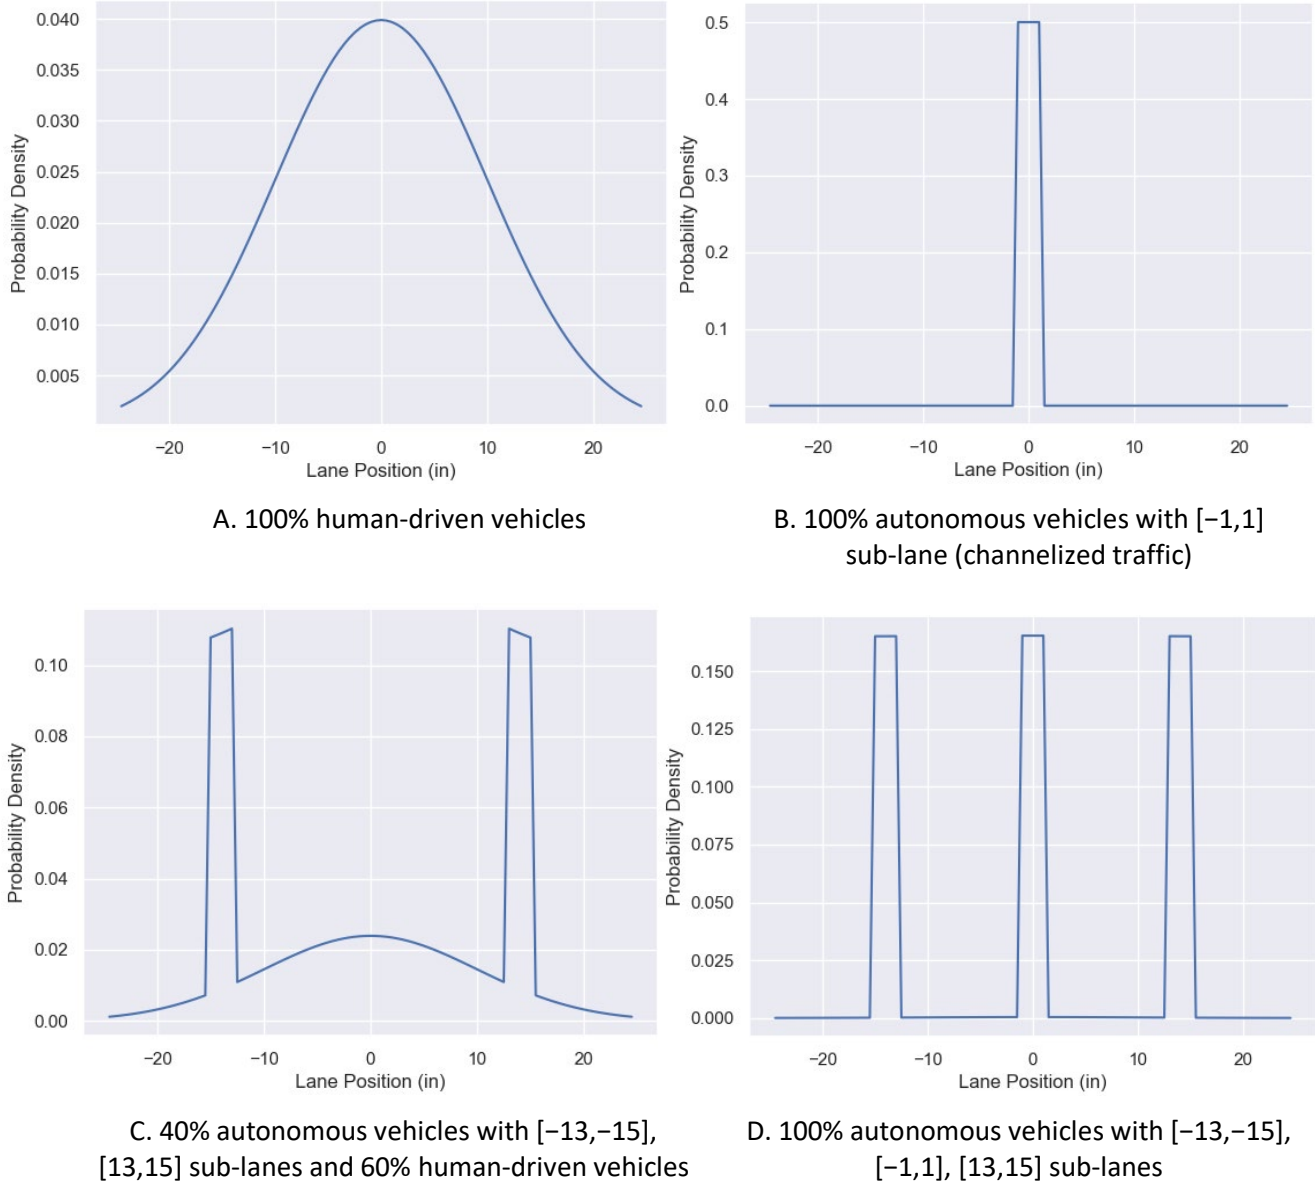 0.040
0.035
0.030
0.025
0.020
0.015
0.010
0.005
Probability Density
−20 −10 0 10 20
Lane Position (in)
A. 100% human-driven vehicles
0.5
0.4
0.3
0.2
0.1
0.0
Probability Density
−20 −10 0 10 20
Lane Position (in)
B. 100% autonomous vehicles with [−1,1]
sub-lane (channelized traffic)
0.10
0.08
0.06
0.04
0.02
0.00
Probability Density
−20 −10 0 10 20
Lane Position (in)
C. 40% autonomous vehicles with [−13,−15],
[13,15] sub-lanes and 60% human-driven vehicles
0.150
0.125
0.100
0.075
0.050
0.025
0.000
Probability Density
−20 −10 0 10 20
Lane Position (in)
D. 100% autonomous vehicles with [−13,−15],
[−1,1], [13,15] sub-lanes